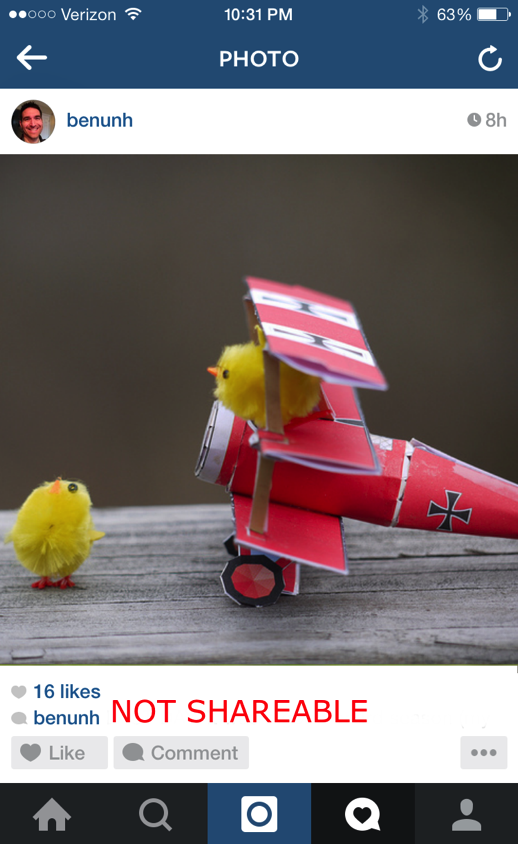 Verizon 10:31 PM 63%
PHOTO
benunh 8h
16 likes
benunh NOT SHAREABLE
Like Comment